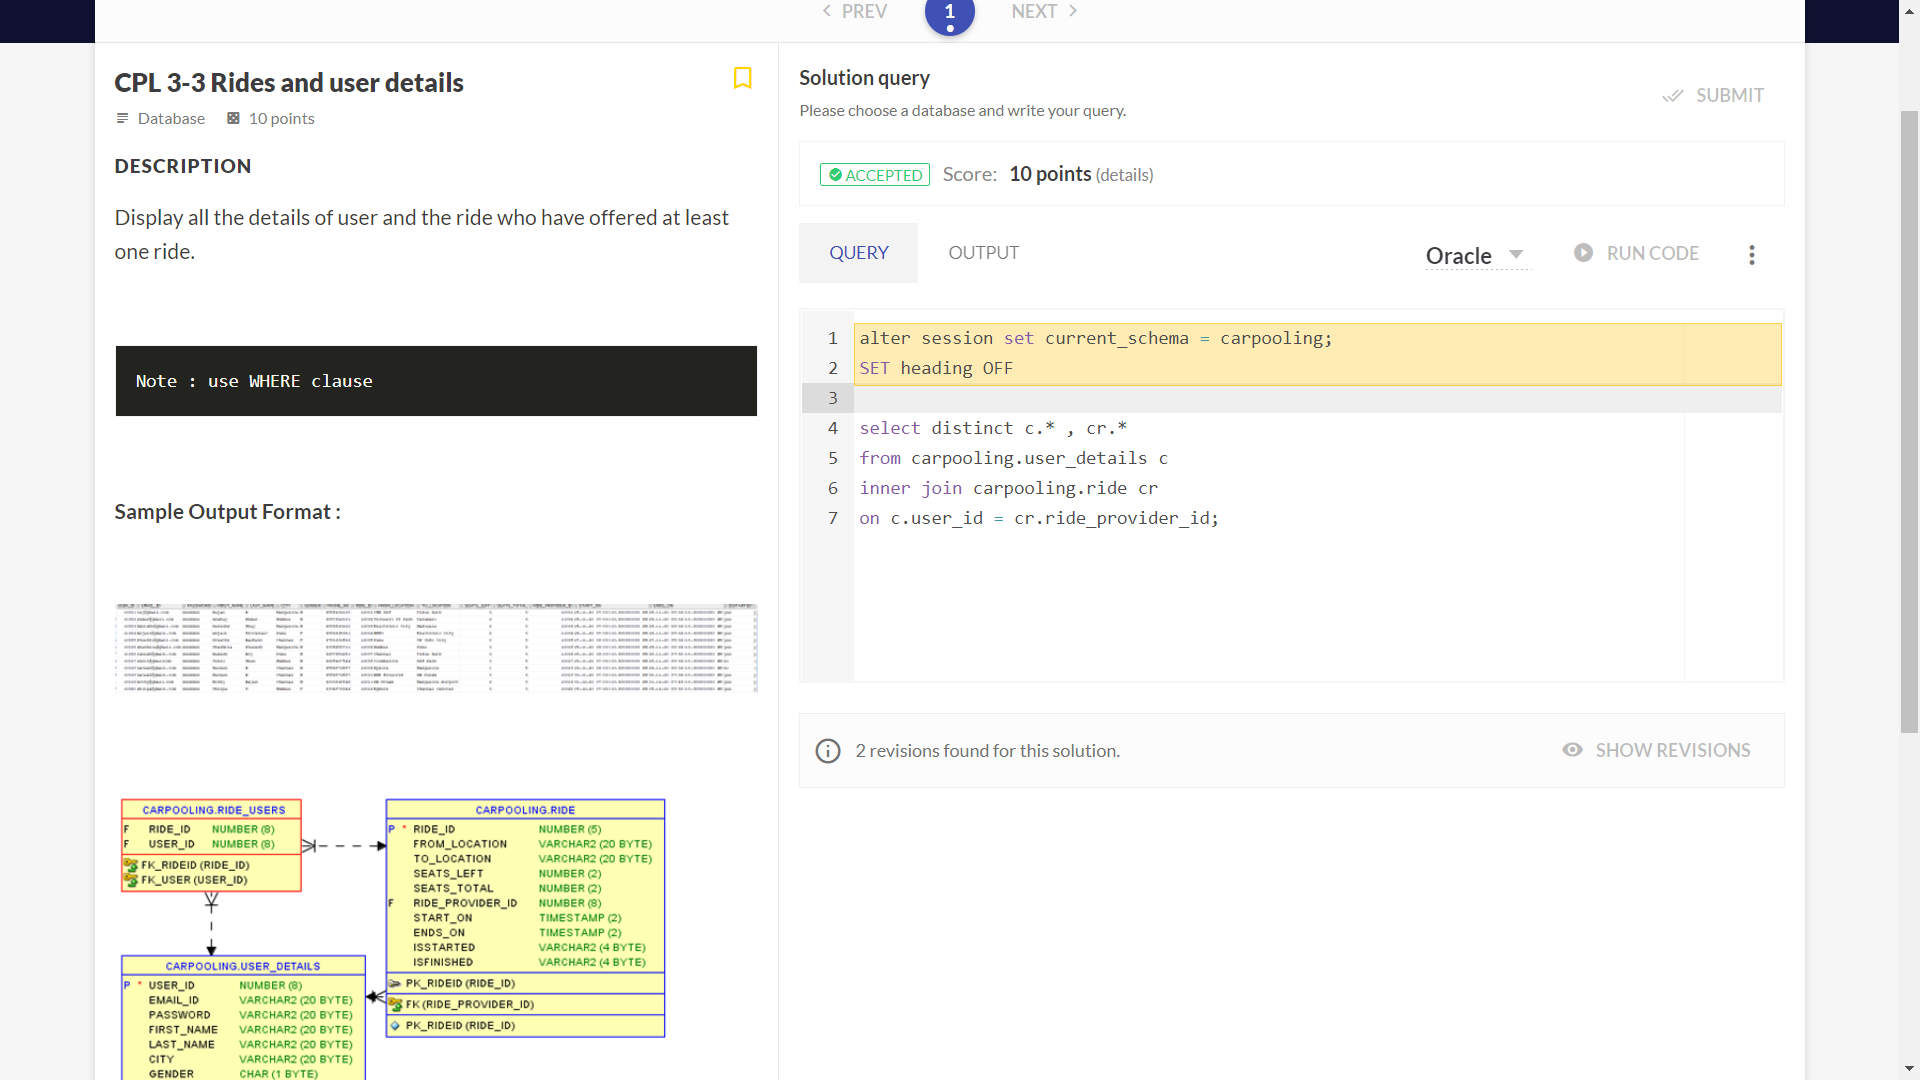 PREV
1
NEXT
CPL 3-3 Rides and user details
Database
10 points
DESCRIPTION
Display all the details of user and the ride who have offered at least
one ride.
Note : use WHERE clause
Sample Output Format :
CARPOOLING.RIDE_USERS
F RIDE_ID NUMBER (8)
F USER_ID NUMBER (8)
FK_RIDEID (RIDE_ID)
FK_USER (USER_ID)
CARPOOLING.RIDE
P * RIDE_ID NUMBER (5)
FROM_LOCATION VARCHAR2 (20 BYTE)
TO_LOCATION VARCHAR2 (20 BYTE)
SEATS_LEFT NUMBER (2)
SEATS_TOTAL NUMBER (2)
F RIDE_PROVIDER_ID NUMBER (8)
START_ON TIMESTAMP (2)
ENDS_ON TIMESTAMP (2)
ISSTARTED VARCHAR2 (4 BYTE)
ISFINISHED VARCHAR2 (4 BYTE)
PK_RIDEID (RIDE_ID)
FK (RIDE_PROVIDER_ID)
PK_RIDEID (RIDE_ID)
CARPOOLING.USER_DETAILS
P * USER_ID NUMBER (8)
EMAIL_ID VARCHAR2 (20 BYTE)
PASSWORD VARCHAR2 (20 BYTE)
FIRST_NAME VARCHAR2 (20 BYTE)
LAST_NAME VARCHAR2 (20 BYTE)
CITY VARCHAR2 (20 BYTE)
GENDER CHAR (1 BYTE)
Solution query
Please choose a database and write your query.
SUBMIT
ACCEPTED Score: 10 points (details)
QUERY
OUTPUT
Oracle
RUN CODE
1 alter session set current_schema = carpooling;
2 SET heading OFF
3
4 select distinct c.* , cr.*
5 from carpooling.user_details c
6 inner join carpooling.ride cr
7 on c.user_id = cr.ride_provider_id;
2 revisions found for this solution.
SHOW REVISIONS